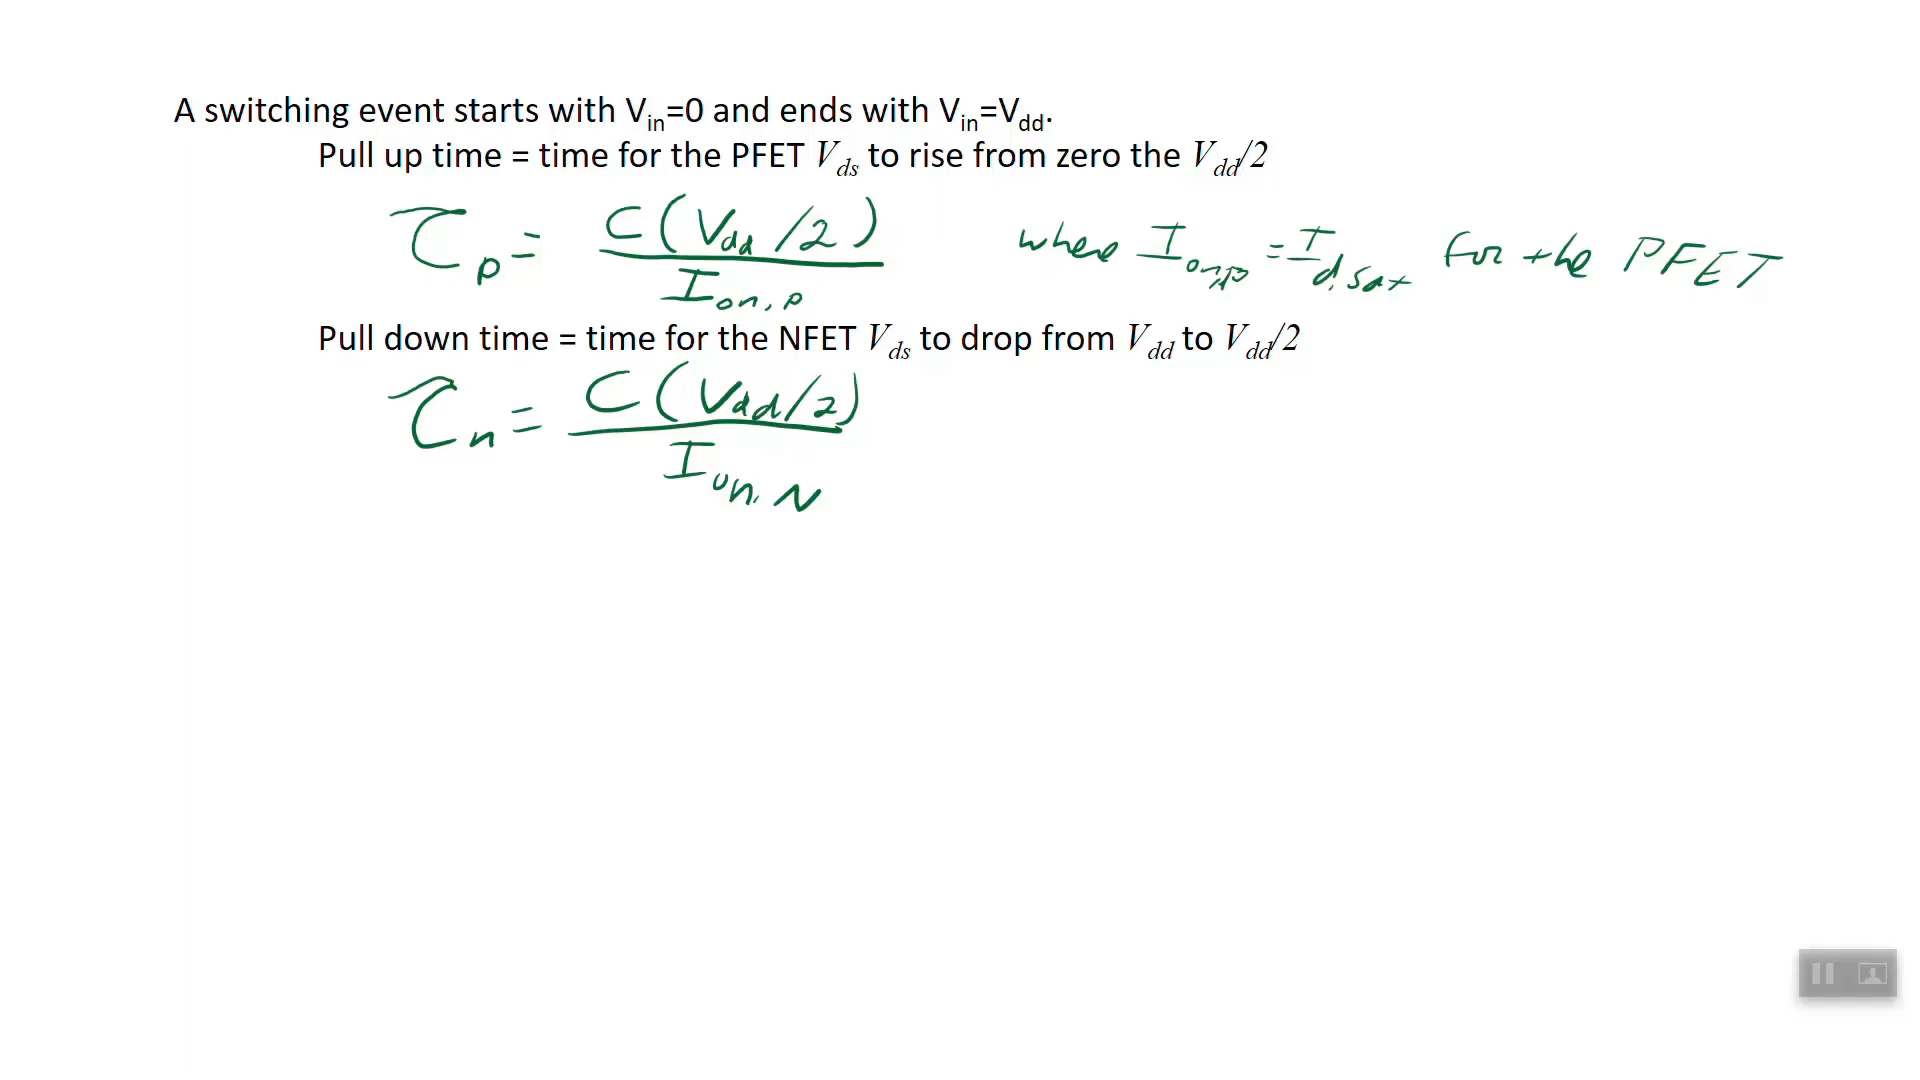 A switching event starts with Vin=0 and ends with Vin=Vdd.
Pull up time = time for the PFET Vds to rise from zero the Vdd/2
τp = C(Vdd/2) / Ion,p where Ion,p = Id,sat for the PFET
Pull down time = time for the NFET Vds to drop from Vdd to Vdd/2
τn = C(Vdd/2) / Ion,N